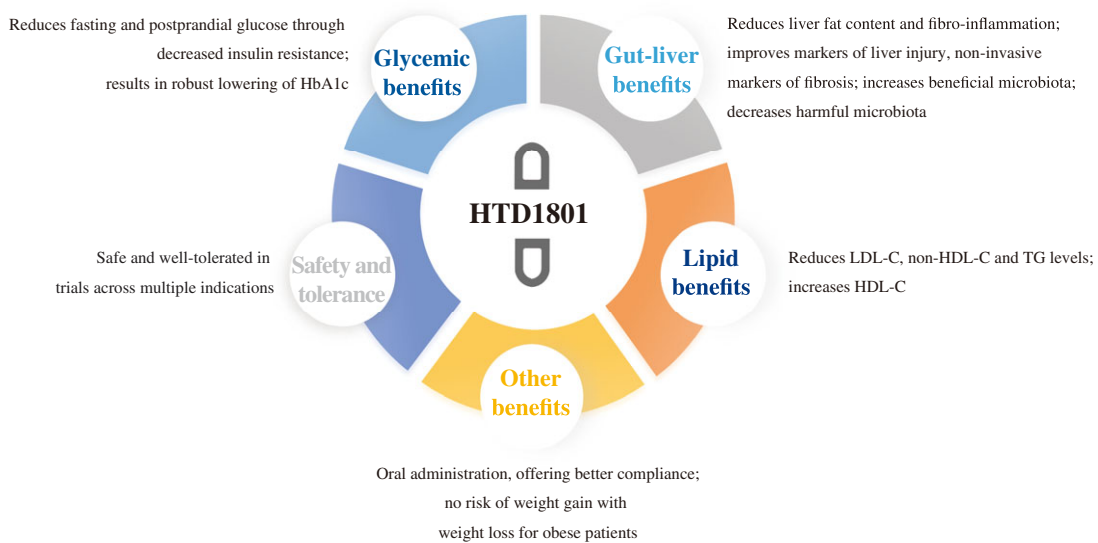 Reduces fasting and postprandial glucose through
decreased insulin resistance;
results in robust lowering of HbA1c
Glycemic
benefits
Gut-liver
benefits
Reduces liver fat content and fibro-inflammation;
improves markers of liver injury, non-invasive
markers of fibrosis; increases beneficial microbiota;
decreases harmful microbiota
HTD1801
Safe and well-tolerated in
trials across multiple indications
Safety and
tolerance
Lipid
benefits
Reduces LDL-C, non-HDL-C and TG levels;
increases HDL-C
Other
benefits
Oral administration, offering better compliance;
no risk of weight gain with
weight loss for obese patients